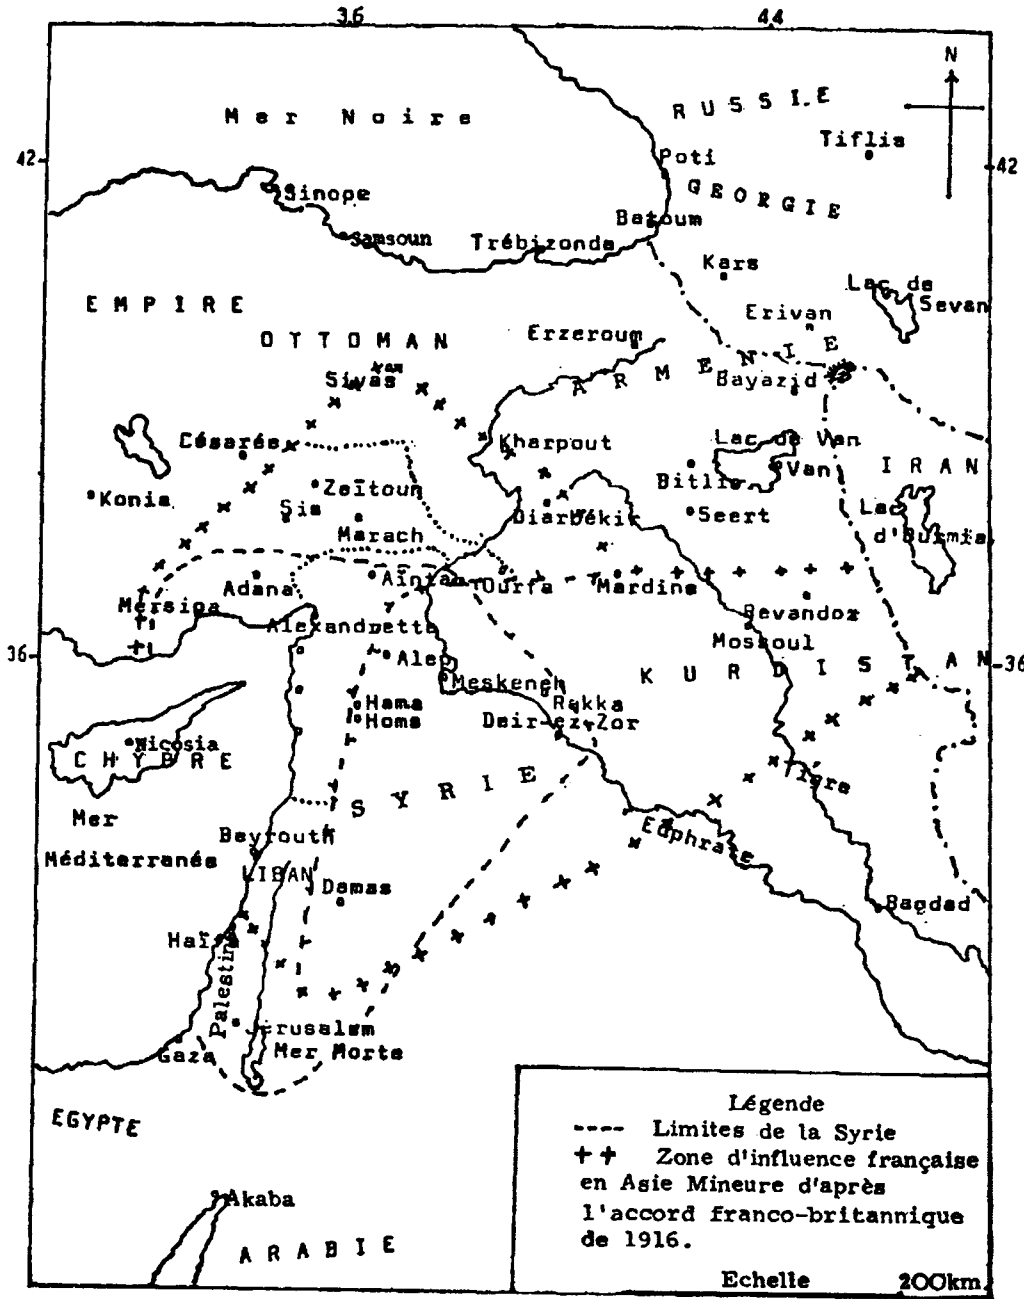 36 44
N
RUSSIE
Mer Noire
Tiflis
42 Poti 42
GEORGIE
Sinope
Batoum
Samsoun Trébizonde
Kars
Lac de
Sevan
EMPIRE
Erivan
OTTOMAN
Erzeroum
ARMENIE
Sivas
Bayazid
Césarée
Kharpout
Lac de Van
Van
IRAN
Konia
Zeïtoun
Bitlis
Sis
Diarbékir
Seert
Lac
d'Ourmia
Marach
Adana
Aïntab
Ourfa
Mardine
Mersina
Revandoz
Alexandrette
Mossoul
36 Alep 36
KURDISTAN
Meskeneh
Hama
Rakka
Homs
Deir-ez-Zor
Nicosia
CHYBRE
Tigre
SYRIE
Mer
Méditerranée
Beyrouth
Euphrate
LIBAN
Damas
Bagdad
Haïfa
Palestine
Jérusalem
Gaza
Mer Morte
EGYPTE
Akaba
ARABIE
Légende
---- Limites de la Syrie
++ Zone d'influence française
en Asie Mineure d'après
l'accord franco-britannique
de 1916.
Echelle 200km